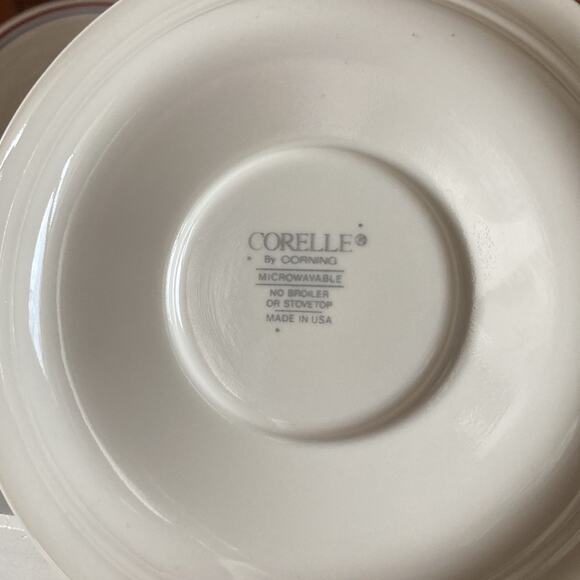 CORELLE®
By CORNING
MICROWAVABLE
NO BROILER
OR STOVETOP
MADE IN USA